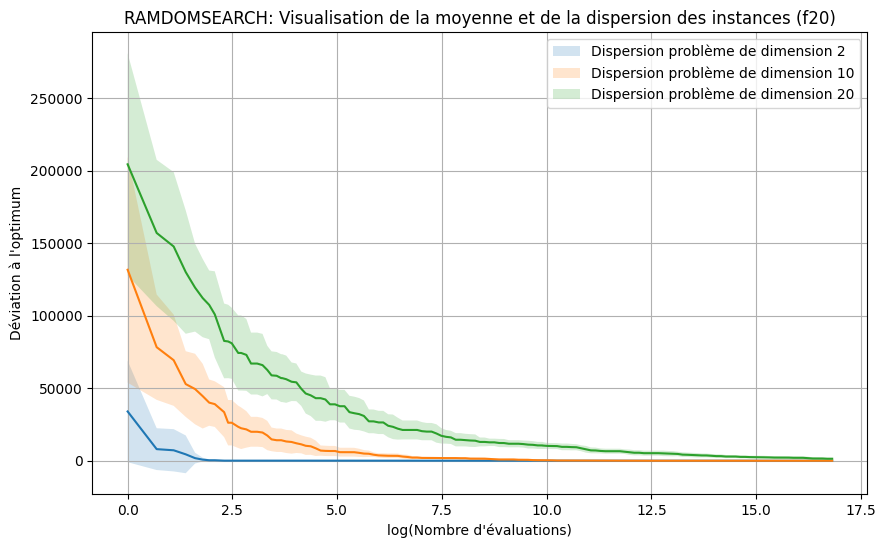 RAMDOMSEARCH: Visualisation de la moyenne et de la dispersion des instances (f20)
Dispersion problème de dimension 2
Dispersion problème de dimension 10
Dispersion problème de dimension 20
Déviation à l'optimum
250000
200000
150000
100000
50000
0
0.0 2.5 5.0 7.5 10.0 12.5 15.0 17.5
log(Nombre d'évaluations)